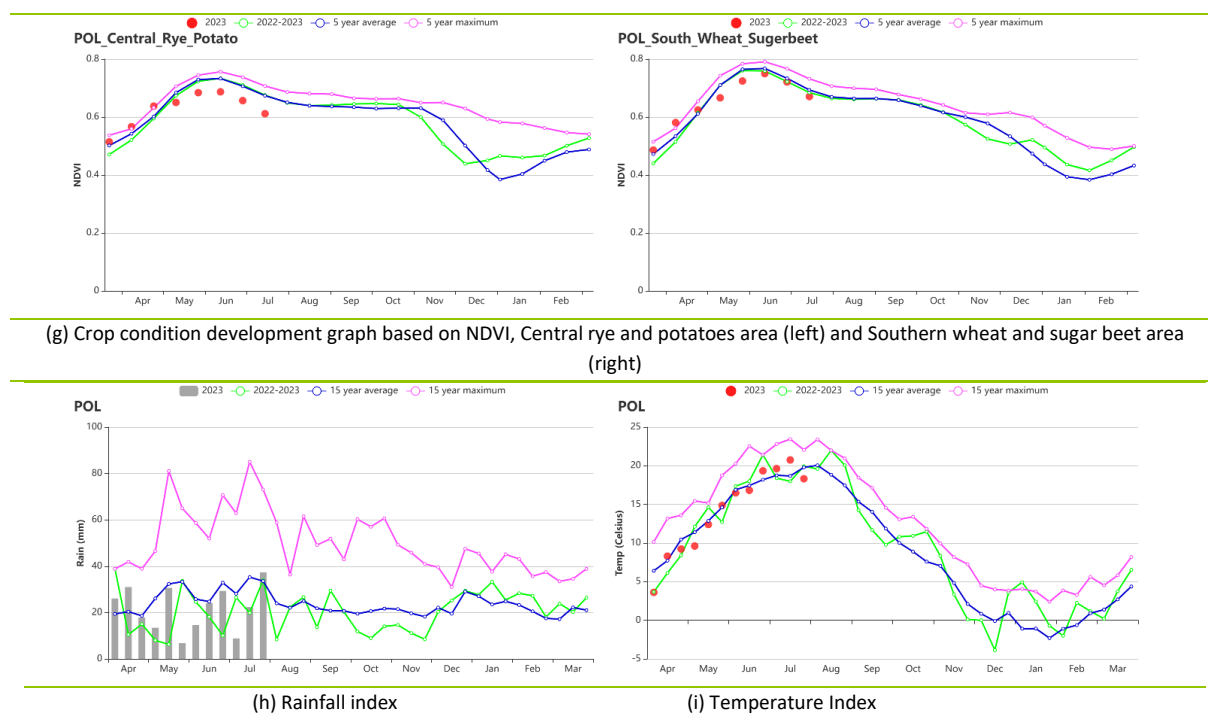 2023 2022-2023 5 year average 5 year maximum
POL_Central_Rye_Potato
0.8
0.6
0.4
0.2
0
NDVI
Apr May Jun Jul Aug Sep Oct Nov Dec Jan Feb
2023 2022-2023 5 year average 5 year maximum
POL_South_Wheat_Sugerbeet
0.8
0.6
0.4
0.2
0
NDVI
Apr May Jun Jul Aug Sep Oct Nov Dec Jan Feb
(g) Crop condition development graph based on NDVI, Central rye and potatoes area (left) and Southern wheat and sugar beet area
(right)
2023 2022-2023 15 year average 15 year maximum
POL
100
80
60
40
20
0
Rain (mm)
Apr May Jun Jul Aug Sep Oct Nov Dec Jan Feb Mar
2023 2022-2023 15 year average 15 year maximum
POL
25
20
15
10
5
0
-5
Temp (Celsius)
Apr May Jun Jul Aug Sep Oct Nov Dec Jan Feb Mar
(h) Rainfall index
(i) Temperature Index